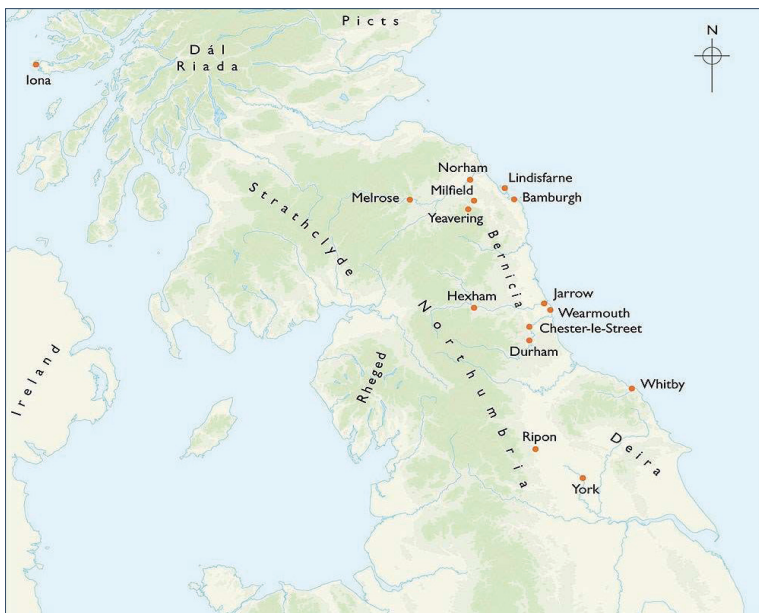 Picts
N
Dál
Riada
Iona
Norham
Lindisfarne
Milfield
Melrose
Bamburgh
Yeavering
Strathclyde
Bernicia
Hexham
Jarrow
Wearmouth
Chester-le-Street
Durham
Northumbria
Ireland
Rheged
Whitby
Ripon
Deira
York